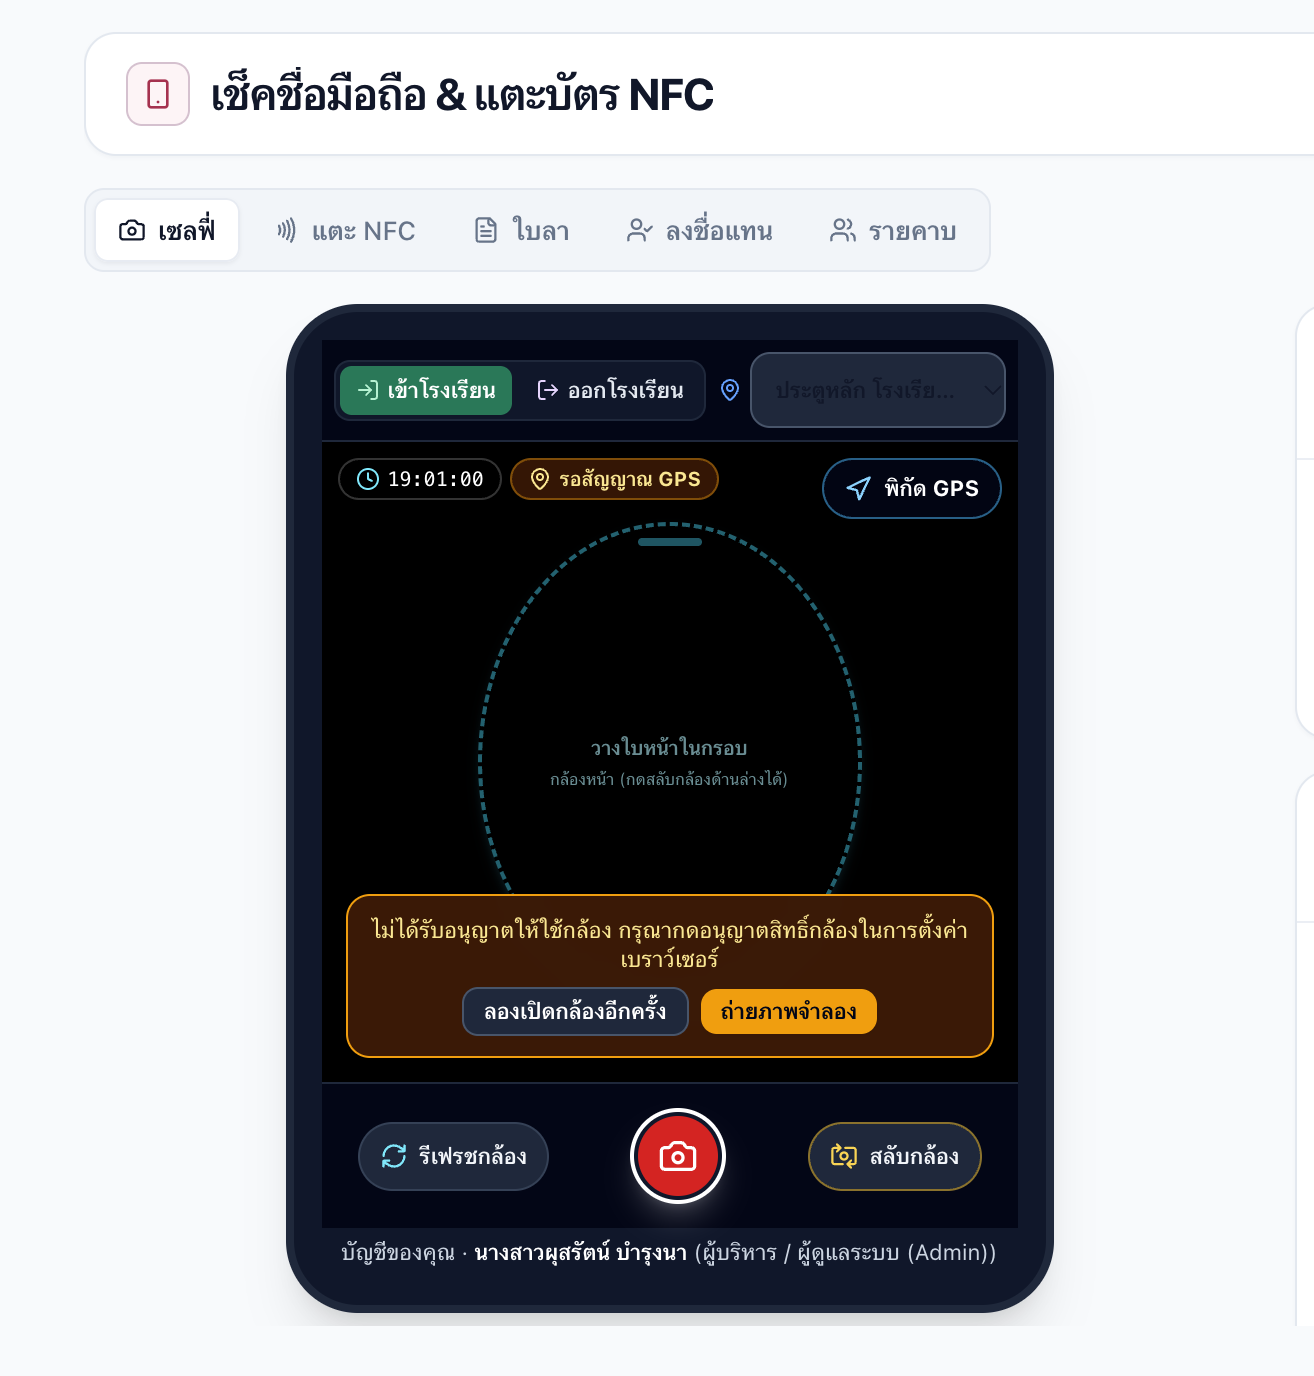 เช็คชื่อมือถือ & แตะบัตร NFC
เซลฟี่
แตะ NFC
ใบลา
ลงชื่อแทน
รายคาบ
เข้าโรงเรียน
ออกโรงเรียน
ประตูหลัก โรงเรีย...
19:01:00
รอสัญญาณ GPS
พิกัด GPS
วางใบหน้าในกรอบ
กล้องหน้า (กดสลับกล้องด้านล่างได้)
ไม่ได้รับอนุญาตให้ใช้กล้อง กรุณากดอนุญาตสิทธิ์กล้องในการตั้งค่า
เบราว์เซอร์
ลองเปิดกล้องอีกครั้ง
ถ่ายภาพจำลอง
รีเฟรชกล้อง
สลับกล้อง
บัญชีของคุณ · นางสาวผุสรัตน์ บำรุงนา (ผู้บริหาร / ผู้ดูแลระบบ (Admin))